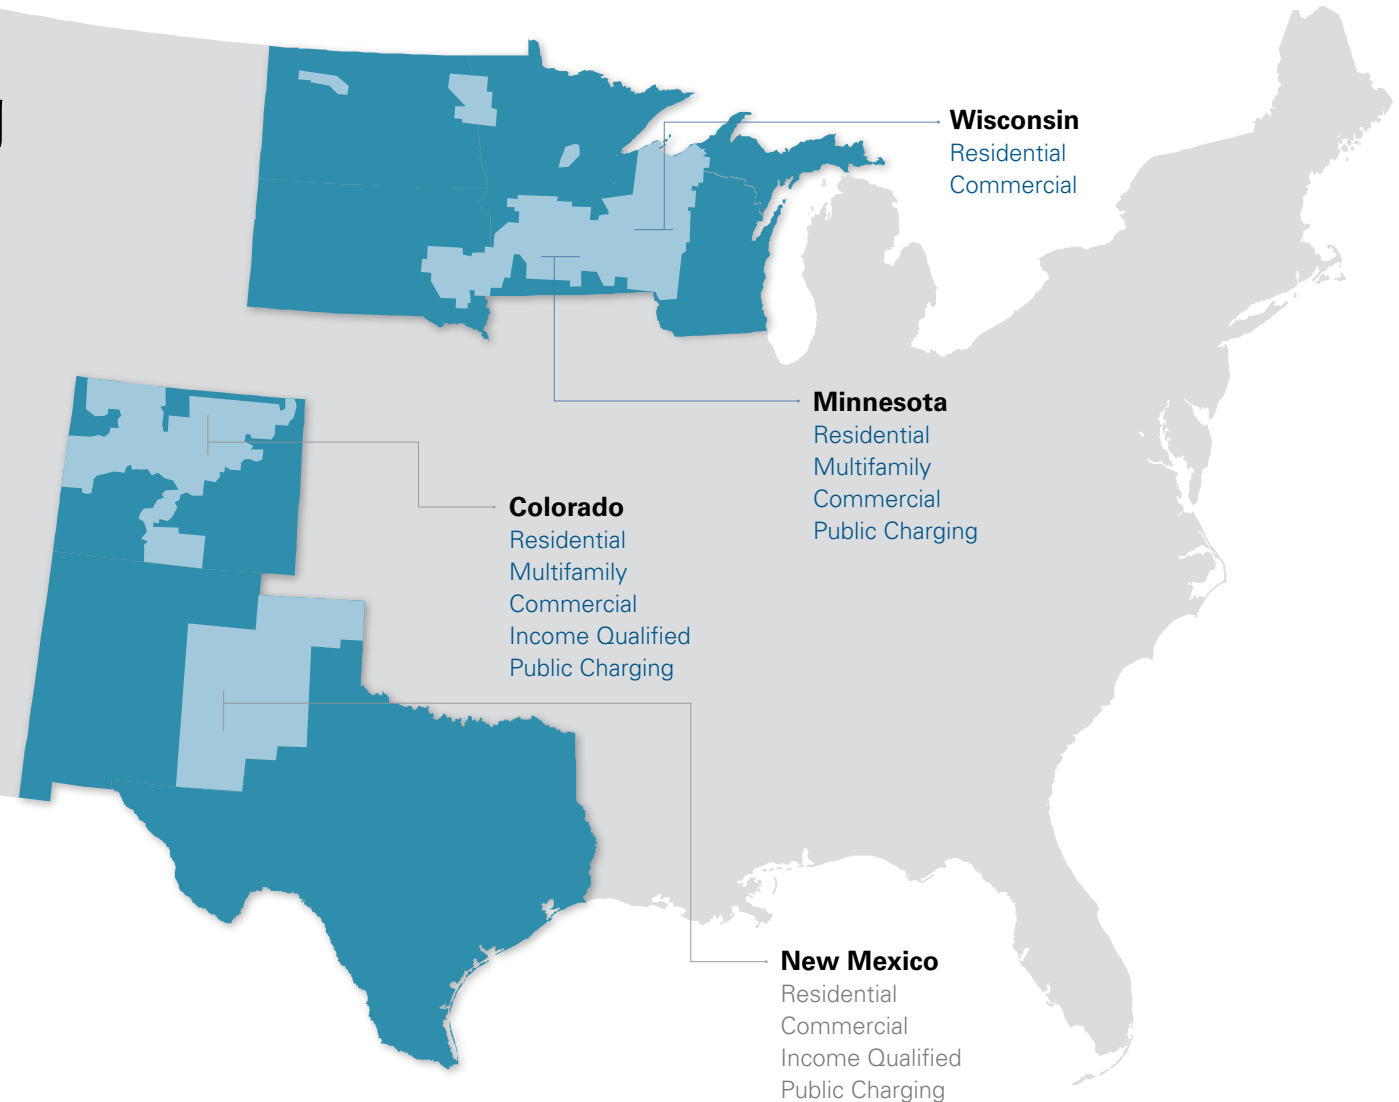 Wisconsin
Residential
Commercial
Minnesota
Residential
Multifamily
Commercial
Public Charging
Colorado
Residential
Multifamily
Commercial
Income Qualified
Public Charging
New Mexico
Residential
Commercial
Income Qualified
Public Charging